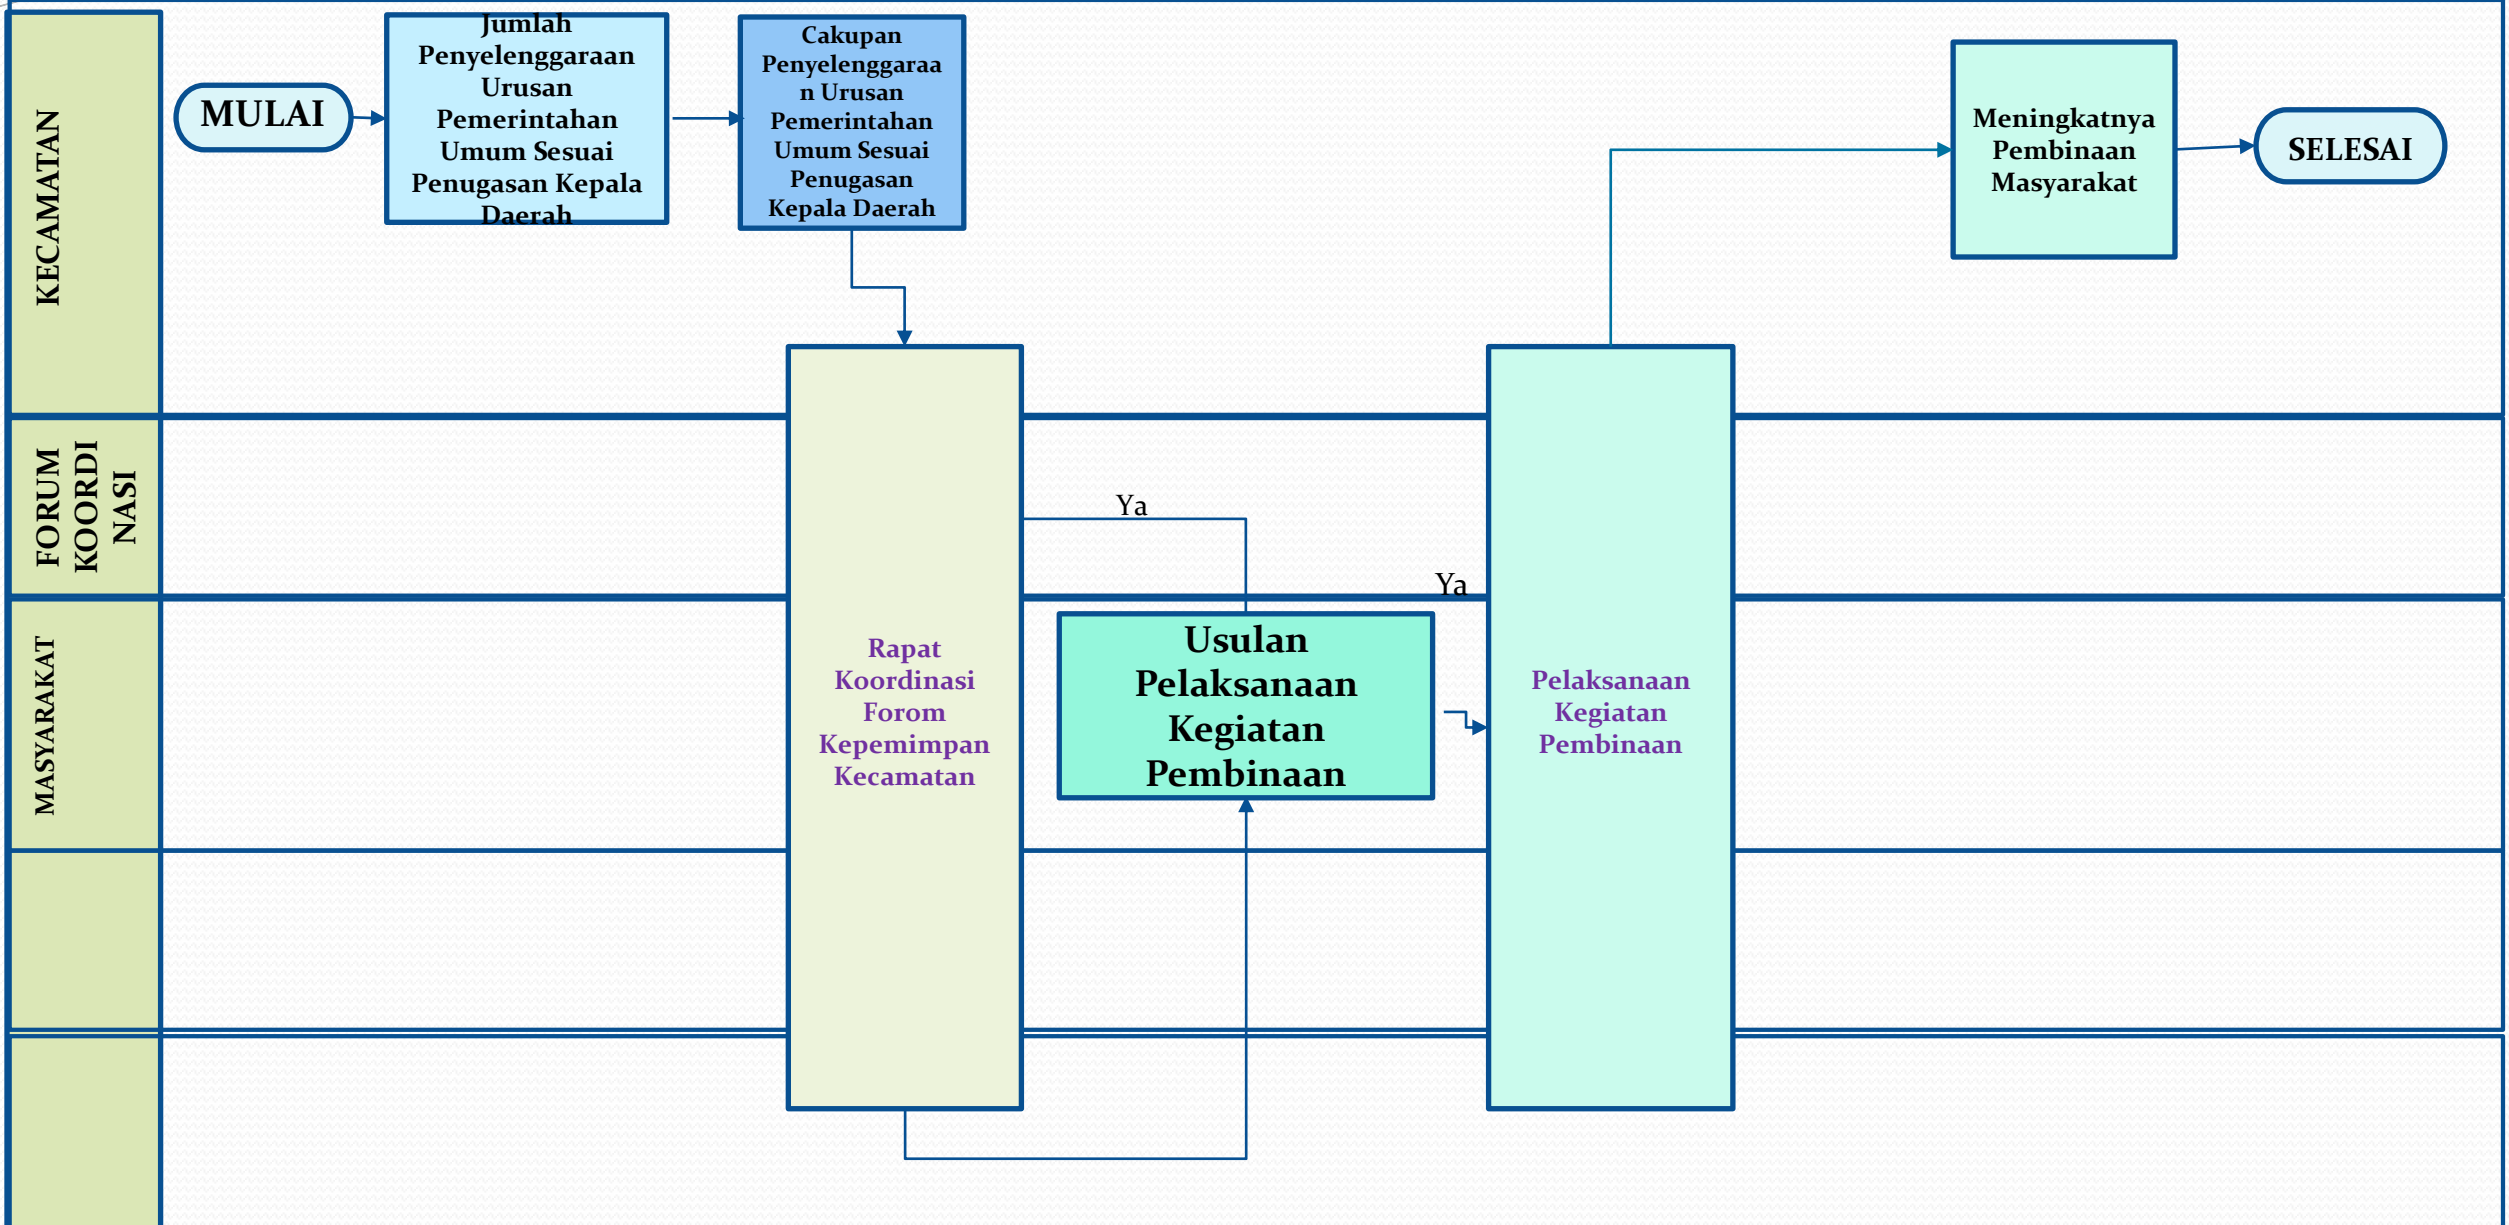 KECAMATAN
MULAI
Jumlah
Penyelenggaraan
Urusan
Pemerintahan
Umum Sesuai
Penugasan Kepala
Daerah
Cakupan
Penyelenggaraa
n Urusan
Pemerintahan
Umum Sesuai
Penugasan
Kepala Daerah
Meningkatnya
Pembinaan
Masyarakat
SELESAI
FORUM
KOORDI
NASI
Ya
Ya
MASYARAKAT
Rapat
Koordinasi
Forom
Kepemimpan
Kecamatan
Usulan
Pelaksanaan
Kegiatan
Pembinaan
Pelaksanaan
Kegiatan
Pembinaan